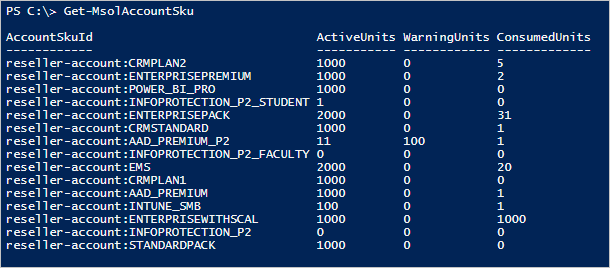 PS C:\> Get-MsolAccountSku
AccountSkuId ActiveUnits WarningUnits ConsumedUnits
------------ ----------- ------------ -------------
reseller-account:CRMPLAN2 1000 0 5
reseller-account:ENTERPRISEPREMIUM 1000 0 2
reseller-account:POWER_BI_PRO 1000 0 0
reseller-account:INFOPROTECTION_P2_STUDENT 1 0 0
reseller-account:ENTERPRISEPACK 2000 0 31
reseller-account:CRMSTANDARD 1000 0 1
reseller-account:AAD_PREMIUM_P2 11 100 1
reseller-account:INFOPROTECTION_P2_FACULTY 0 0 0
reseller-account:EMS 2000 0 20
reseller-account:CRMPLAN1 1000 0 0
reseller-account:AAD_PREMIUM 1000 0 1
reseller-account:INTUNE_SMB 100 0 1
reseller-account:ENTERPRISEWITHSCAL 1000 0 1000
reseller-account:INFOPROTECTION_P2 0 0 0
reseller-account:STANDARDPACK 1000 0 0